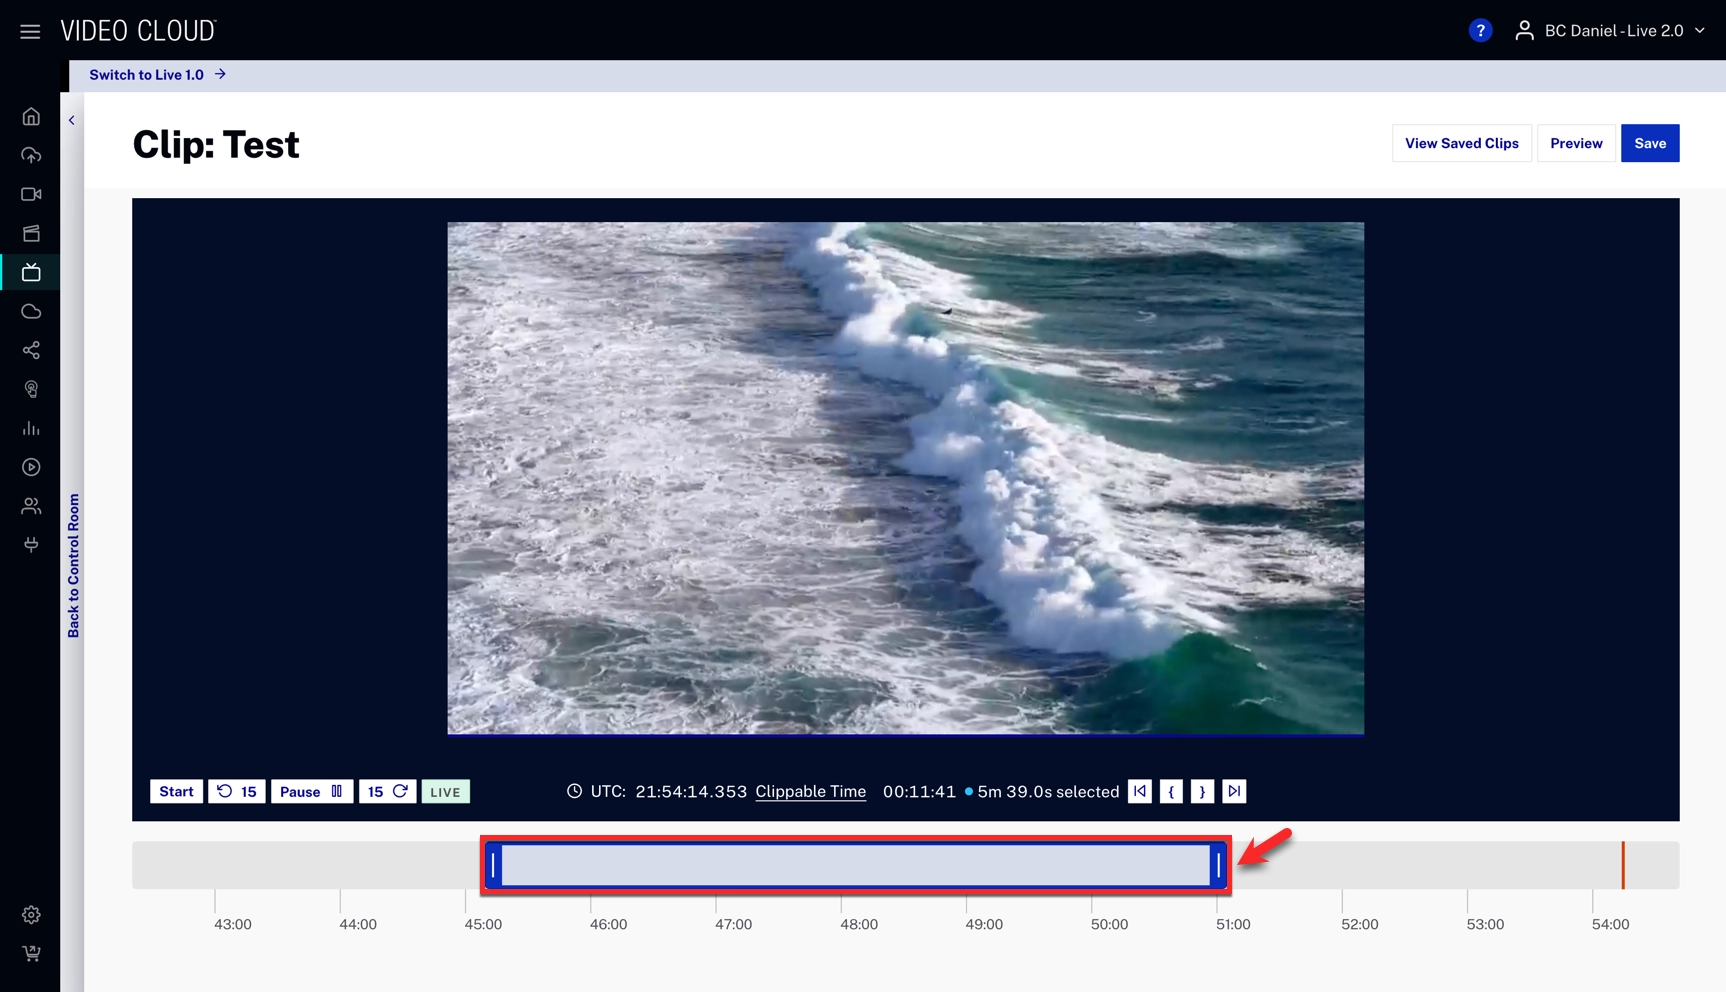 VIDEO CLOUD™
? BC Daniel - Live 2.0
Switch to Live 1.0 →
Clip: Test
View Saved Clips
Preview
Save
Back to Control Room
Start
15
Pause
15
LIVE
UTC: 21:54:14.353 Clippable Time 00:11:41 5m 39.0s selected
{
}
43:00 44:00 45:00 46:00 47:00 48:00 49:00 50:00 51:00 52:00 53:00 54:00